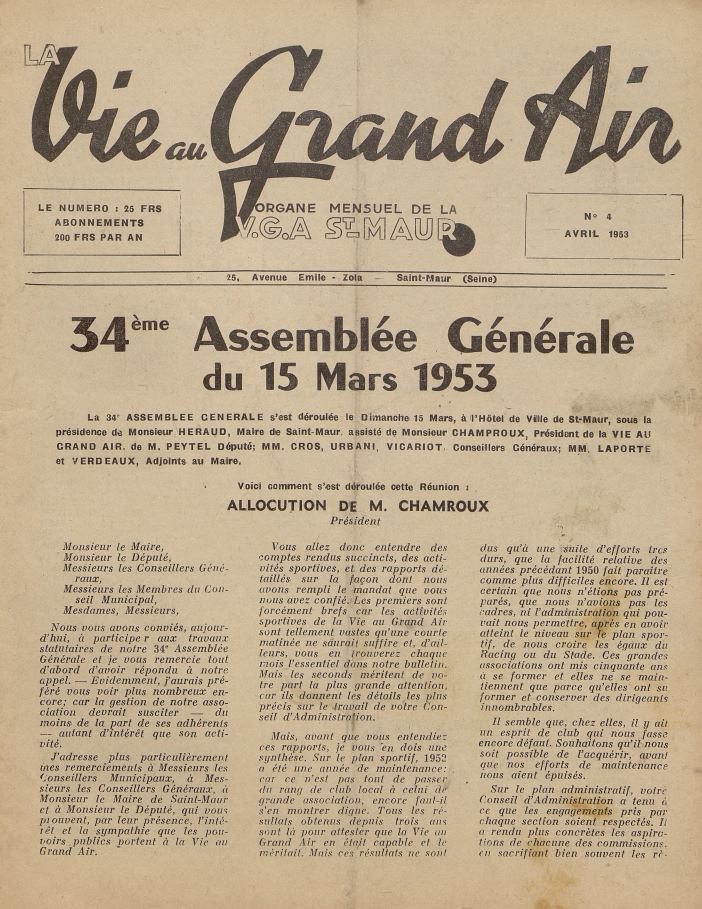 LA
Vie au Grand Air
LE NUMERO : 25 FRS
ABONNEMENTS
200 FRS PAR AN
ORGANE MENSUEL DE LA
V.G.A ST-MAUR
N° 4
AVRIL 1953
25, Avenue Emile - Zola — Saint-Maur (Seine)
34ème Assemblée Générale
du 15 Mars 1953
La 34e ASSEMBLEE CENERALE s'est déroulée le Dimanche 15 Mars, à l'Hôtel de Ville de St-Maur, sous la
présidence de Monsieur HERAUD, Maire de Saint-Maur, assisté de Monsieur CHAMPROUX, Président de la VIE AU
GRAND AIR. de M. PEYTEL Député; MM. CROS, URBANI, VICARIOT, Conseillers Généraux; MM. LAPORTE
et VERDEAUX, Adjoints au Maire.
Voici comment s'est déroulée cette Réunion :
ALLOCUTION DE M. CHAMROUX
Président
Monsieur le Maire,
Monsieur le Député,
Messieurs les Conseillers Géné-
raux,
Messieurs les Membres du Con-
seil Municipal,
Mesdames, Messieurs,
Nous vous avons conviés, aujour-
d'hui, à participer aux travaux
statutaires de notre 34e Assemblée
Générale et je vous remercie tout
d'abord d'avoir répondu à notre
appel. — Evidemment, j'aurais pré-
féré vous voir plus nombreux en-
core; car la gestion de notre asso-
ciation devrait susciter — du
moins de la part de ses adhérents
— autant d'intérêt que son acti-
vité.
J'adresse plus particulièrement
mes remerciements à Messieurs les
Conseillers Municipaux, à Mes-
sieurs les Conseillers Généraux, à
Monsieur le Maire de Saint-Maur
et à Monsieur le Député, qui vous
prouvent, par leur présence, l'inté-
rêt et la sympathie que les pou-
voirs publics portent à la Vie au
Grand Air.
Vous allez donc entendre des
comptes rendus succincts, des acti-
vités sportives, et des rapports dé-
taillés sur la façon dont nous
avons rempli le mandat que vous
nous avez confié. Les premiers sont
forcément brefs car les activités
sportives de la Vie au Grand Air
sont tellement vastes qu'une courte
matinée ne saurait suffire et, d'ail-
leurs, vous en trouverez chaque
mois l'essentiel dans notre bulletin.
Mais les seconds méritent de vo-
tre part la plus grande attention,
car ils donnent les détails les plus
précis sur le travail de votre Con-
seil d'Administration.
Mais, avant que vous entendiez
ces rapports, je vous en dois une
synthèse. Sur le plan sportif, 1952
a été une année de maintenance:
car ce n'est pas tout de passer
du rang de club local à celui de
grande association, encore faut-il
s'en montrer digne. Tous les ré-
sultats obtenus depuis trois ans
sont là pour attester que la Vie au
Grand Air en était capable et le
méritait. Mais ces résultats ne sont
dus qu'à une suite d'efforts très
durs, que la facilité relative des
années précédant 1950 fait paraître
comme plus difficiles encore. Il est
certain que nous n'étions pas pré-
parés, que nous n'avions pas les
cadres, ni l'administration qui pou-
vait nous permettre, après en avoir
atteint le niveau sur le plan spor-
tif, de nous croire les égaux du
Racing ou du Stade. Ces grandes
associations ont mis cinquante ans
à se former et elles ne se main-
tiennent que parce qu'elles ont su
former et conserver des dirigeants
innombrables.
Il semble que, chez elles, il y ait
un esprit de club qui nous fasse
encore défaut. Souhaitons qu'il nous
soit possible de l'acquérir, avant
que nos efforts de maintenance
nous aient épuisés.
Sur le plan administratif, votre
Conseil d'Administration a tenu à
ce que les engagements pris par
chaque section soient respectés. Il
a rendu plus concrètes les aspira-
tions de chacune des commissions.
en sacrifiant bien souvent les rè-